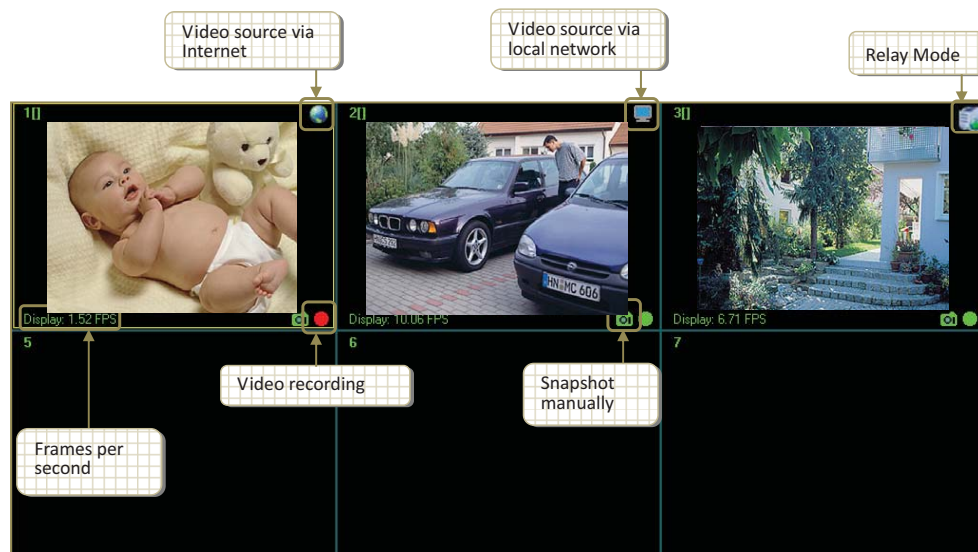 Video source via
Internet
Video source via
local network
Relay Mode
1[]
2[]
3[]
HN MC 606
Display: 1.52 FPS
Display: 10.06 FPS
Display: 6.71 FPS
5
6
7
Video recording
Snapshot
manually
Frames per
second